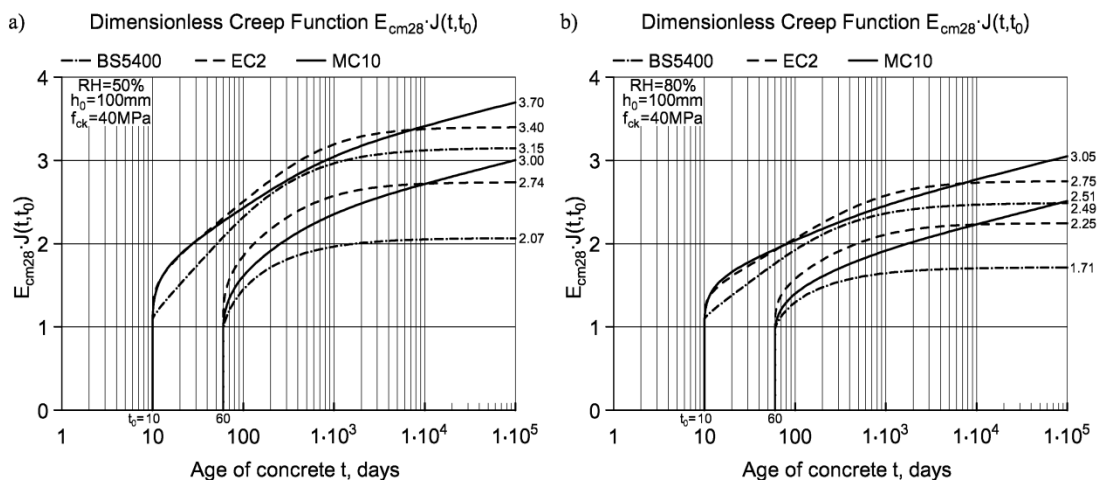 a) Dimensionless Creep Function E_cm28·J(t,t_0)
BS5400 EC2 MC10
RH=50%
h_0=100mm
f_ck=40MPa
E_cm28·J(t,t_0)
4
3
2
1
0
3.70
3.40
3.15
3.00
2.74
2.07
t_0=10 60
1 10 100 1·10^3 1·10^4 1·10^5
Age of concrete t, days
b) Dimensionless Creep Function E_cm28·J(t,t_0)
BS5400 EC2 MC10
RH=80%
h_0=100mm
f_ck=40MPa
E_cm28·J(t,t_0)
4
3
2
1
0
3.05
2.75
2.51
2.49
2.25
1.71
t_0=10 60
1 10 100 1·10^3 1·10^4 1·10^5
Age of concrete t, days